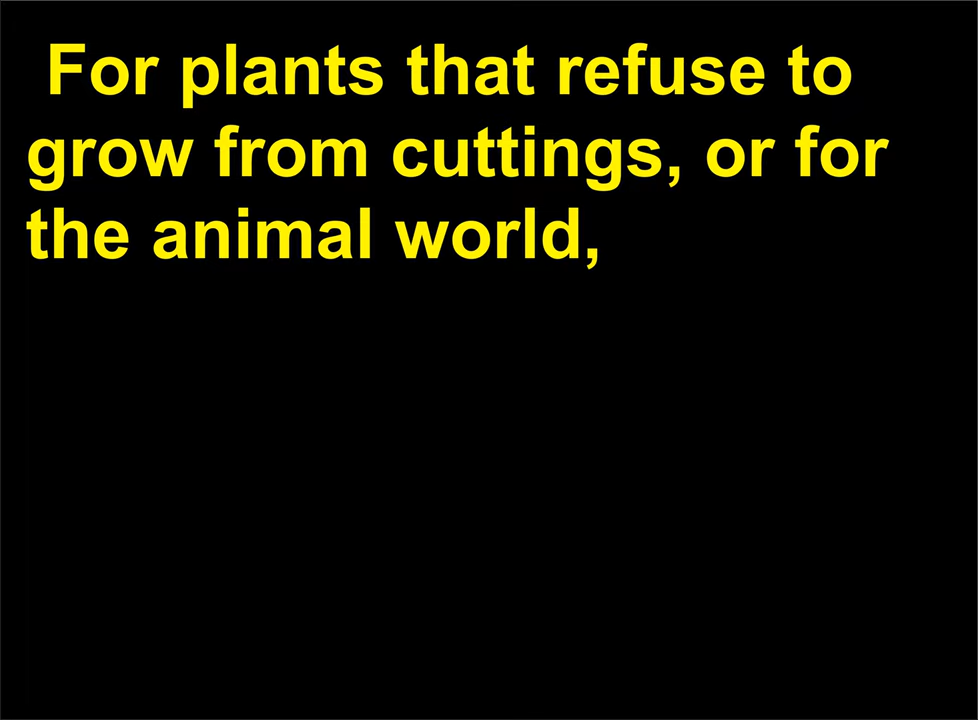 For plants that refuse to
grow from cuttings, or for
the animal world,